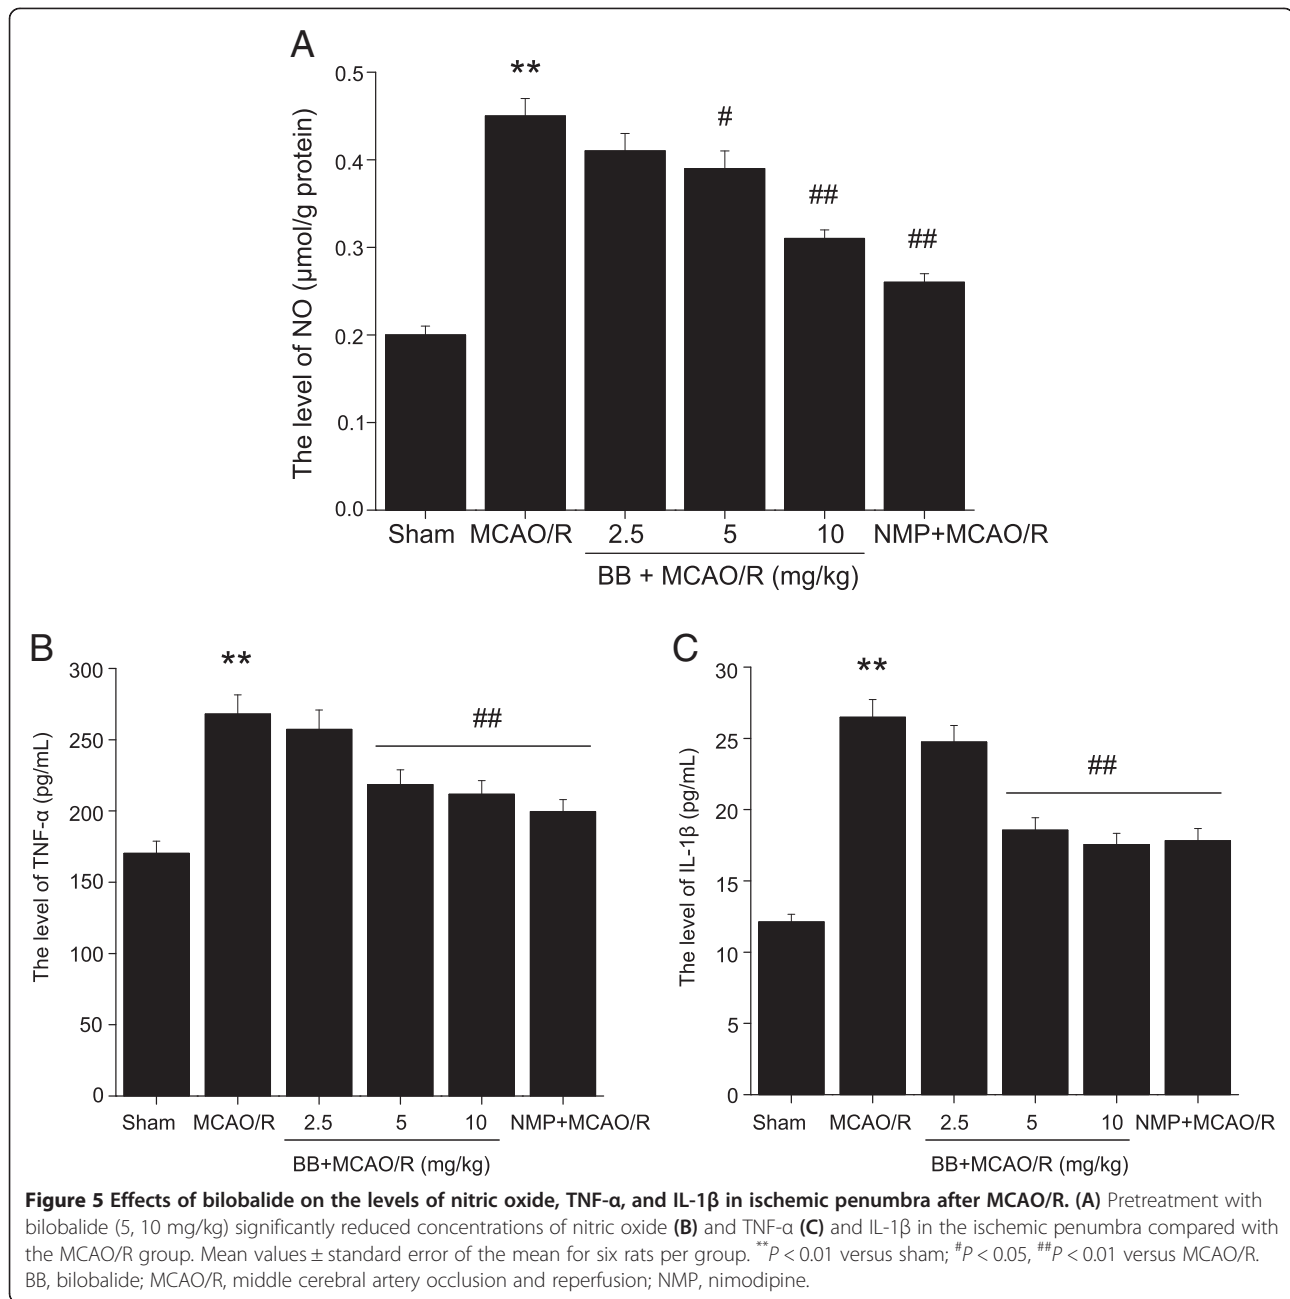 A
**
0.5
#
0.4
##
##
0.3
0.2
0.1
0.0
The level of NO (μmol/g protein)
Sham MCAO/R 2.5 5 10 NMP+MCAO/R
BB + MCAO/R (mg/kg)
B
**
300
##
250
200
150
100
50
0
The level of TNF-α (pg/mL)
Sham MCAO/R 2.5 5 10 NMP+MCAO/R
BB+MCAO/R (mg/kg)
C
**
30
25
##
20
15
10
5
0
The level of IL-1β (pg/mL)
Sham MCAO/R 2.5 5 10 NMP+MCAO/R
BB+MCAO/R (mg/kg)
Figure 5 Effects of bilobalide on the levels of nitric oxide, TNF-α, and IL-1β in ischemic penumbra after MCAO/R. (A) Pretreatment with
bilobalide (5, 10 mg/kg) significantly reduced concentrations of nitric oxide (B) and TNF-α (C) and IL-1β in the ischemic penumbra compared with
the MCAO/R group. Mean values ± standard error of the mean for six rats per group. **P < 0.01 versus sham; #P < 0.05, ##P < 0.01 versus MCAO/R.
BB, bilobalide; MCAO/R, middle cerebral artery occlusion and reperfusion; NMP, nimodipine.